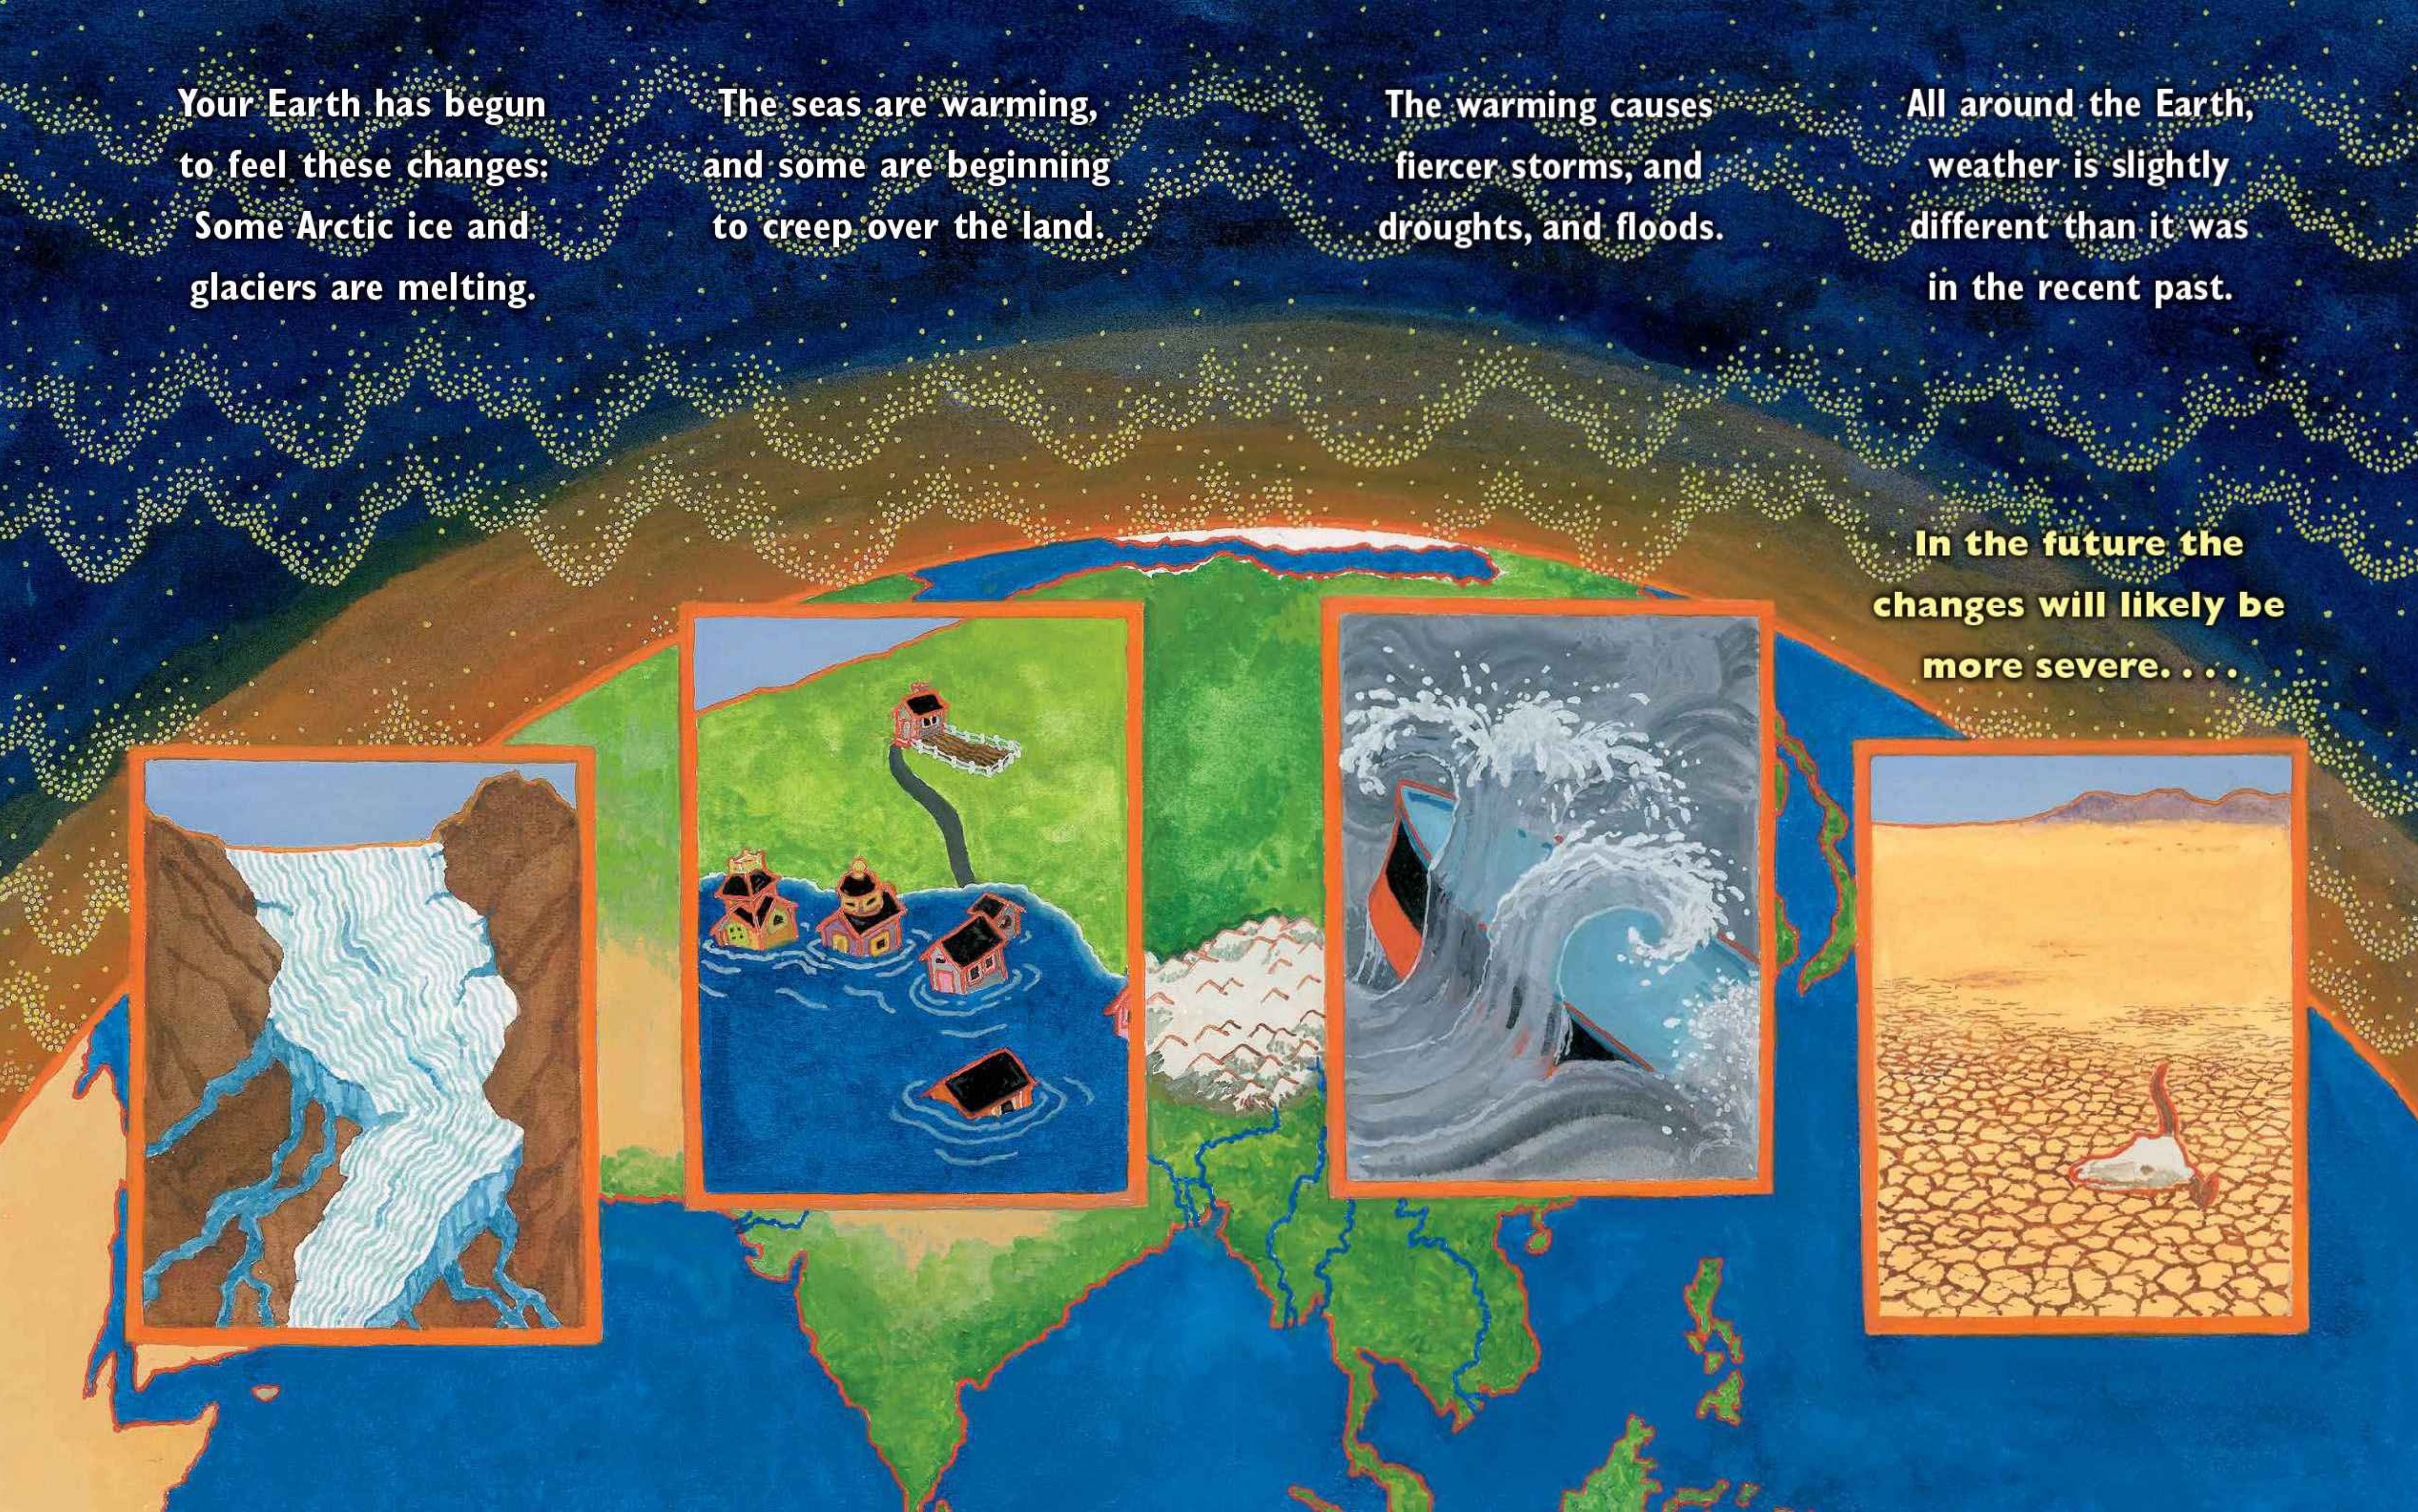 Your Earth has begun
to feel these changes:
Some Arctic ice and
glaciers are melting.
The seas are warming,
and some are beginning
to creep over the land.
The warming causes
fiercer storms, and
droughts, and floods.
All around the Earth,
weather is slightly
different than it was
in the recent past.
In the future the
changes will likely be
more severe. . . .